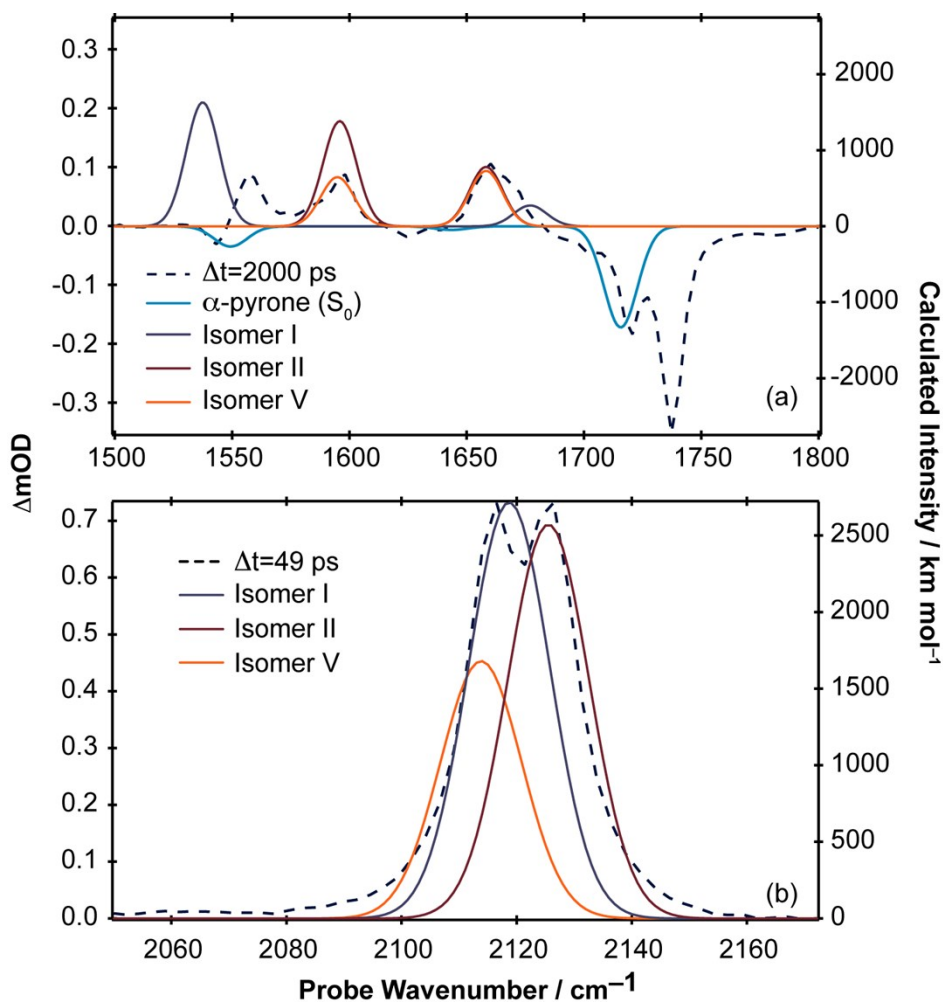 0.3
0.2
0.1
0.0
-0.1
-0.2
-0.3
2000
1000
0
-1000
-2000
Δt=2000 ps
α-pyrone (S₀)
Isomer I
Isomer II
Isomer V
(a)
1500 1550 1600 1650 1700 1750 1800
ΔmOD
Calculated Intensity / km mol⁻¹
0.7
0.6
0.5
0.4
0.3
0.2
0.1
0.0
2500
2000
1500
1000
500
0
Δt=49 ps
Isomer I
Isomer II
Isomer V
(b)
2060 2080 2100 2120 2140 2160
Probe Wavenumber / cm⁻¹